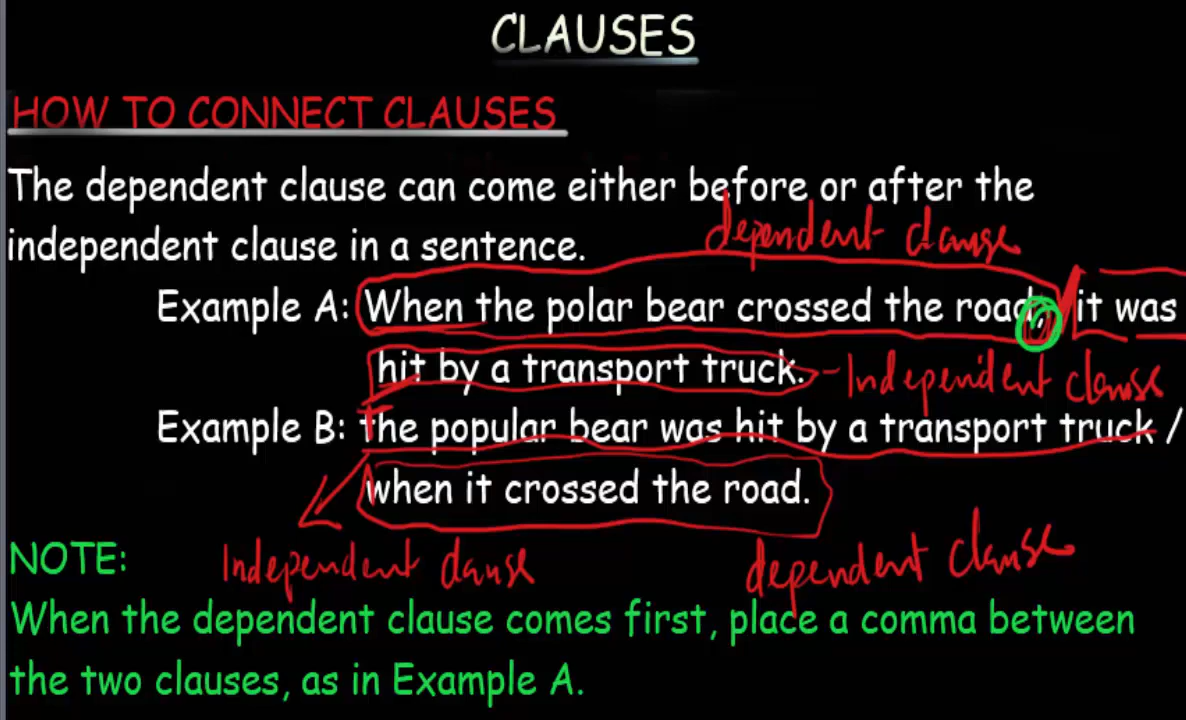 CLAUSES
HOW TO CONNECT CLAUSES
The dependent clause can come either before or after the
dependent clause
independent clause in a sentence.
Example A: When the polar bear crossed the road, / it was
hit by a transport truck. - Independent clause
Example B: The popular bear was hit by a transport truck /
when it crossed the road.
NOTE:
Independent clause
dependent clause
When the dependent clause comes first, place a comma between
the two clauses, as in Example A.